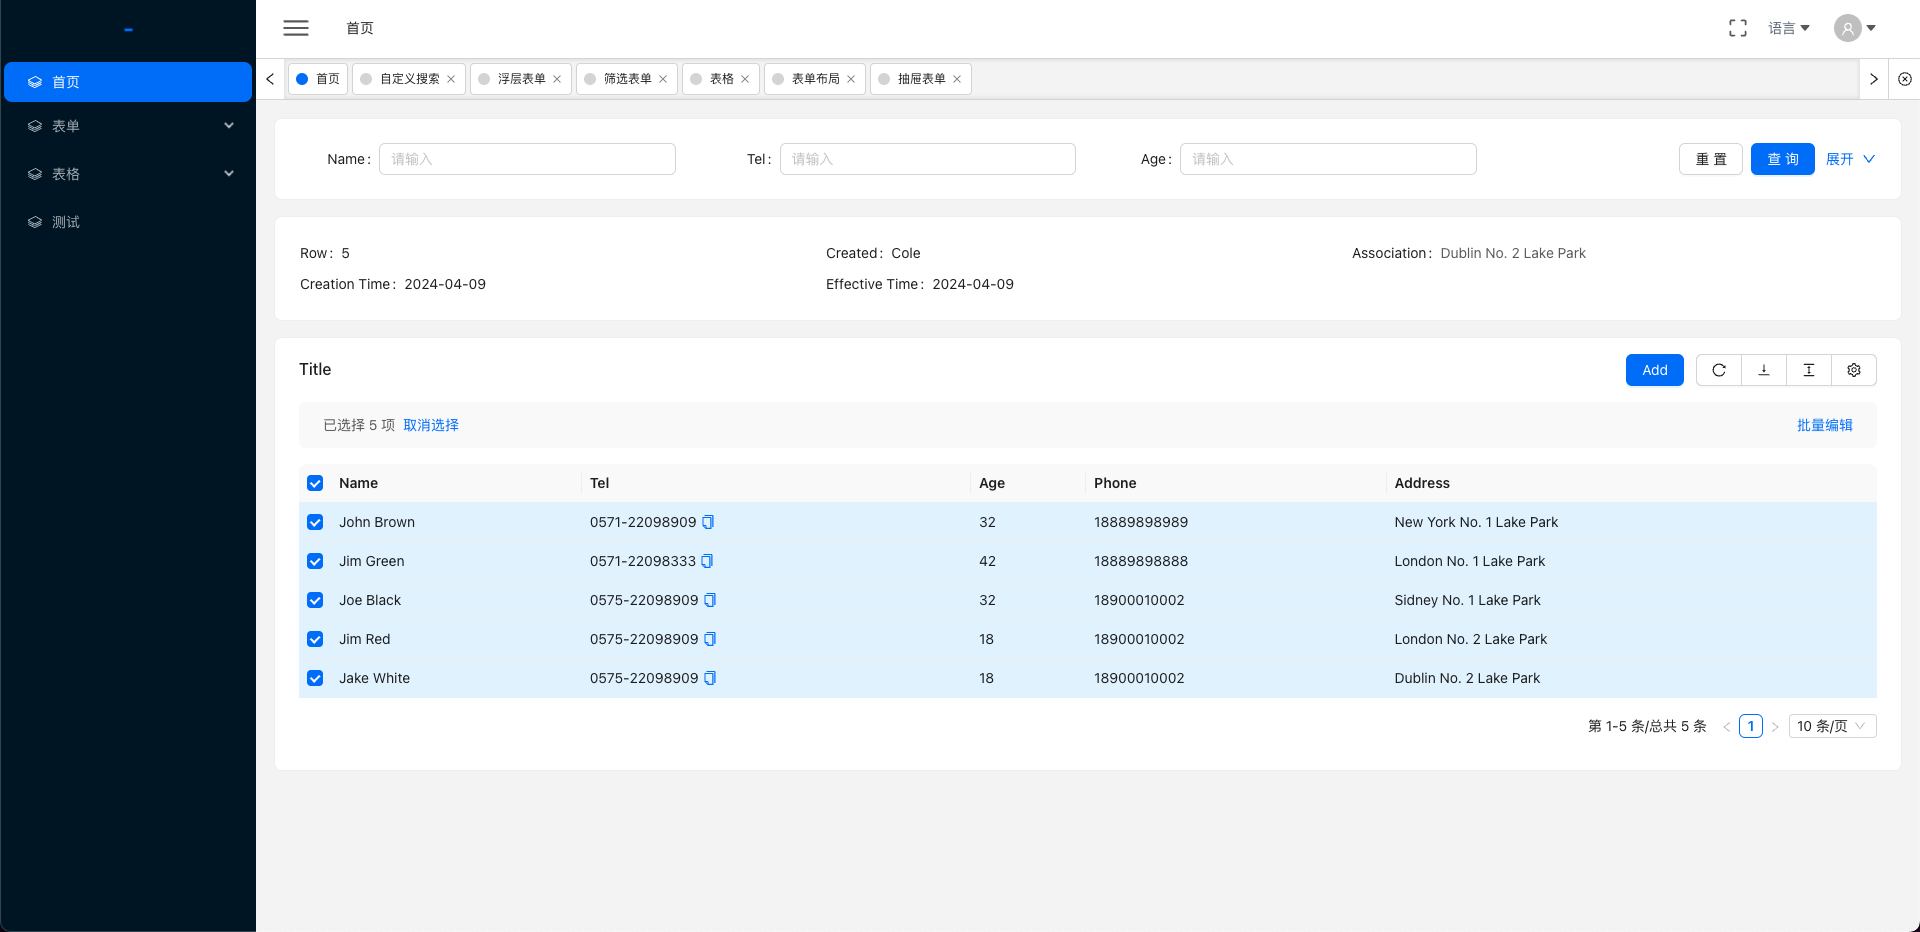 首页
表单
表格
测试
首页
语言
首页 自定义搜索 浮层表单 筛选表单 表格 表单布局 抽屉表单
Name: 请输入 Tel: 请输入 Age: 请输入 重 置 查 询 展开
Row: 5 Created: Cole Association: Dublin No. 2 Lake Park
Creation Time: 2024-04-09 Effective Time: 2024-04-09
Title Add
已选择 5 项 取消选择 批量编辑
Name Tel Age Phone Address
John Brown 0571-22098909 32 18889898989 New York No. 1 Lake Park
Jim Green 0571-22098333 42 18889898888 London No. 1 Lake Park
Joe Black 0575-22098909 32 18900010002 Sidney No. 1 Lake Park
Jim Red 0575-22098909 18 18900010002 London No. 2 Lake Park
Jake White 0575-22098909 18 18900010002 Dublin No. 2 Lake Park
第 1-5 条/总共 5 条 < 1 > 10 条/页